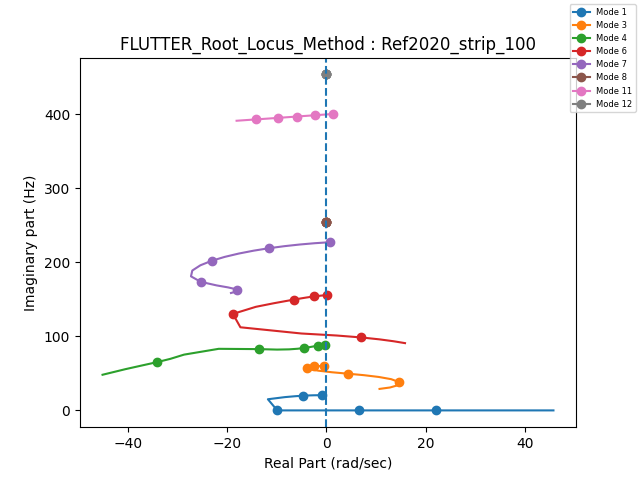 FLUTTER_Root_Locus_Method : Ref2020_strip_100
Mode 1
Mode 3
Mode 4
Mode 6
Mode 7
Mode 8
Mode 11
Mode 12
Imaginary part (Hz)
400
300
200
100
0
−40
−20
0
20
40
Real Part (rad/sec)